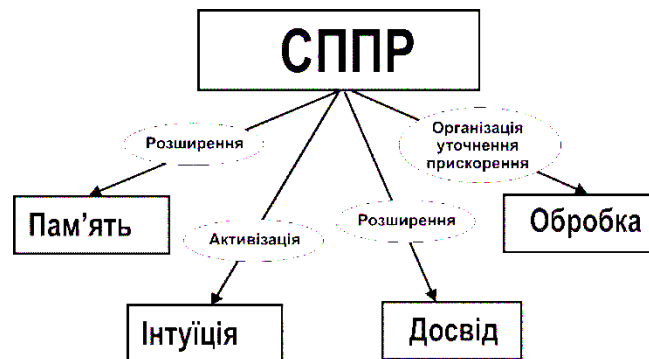 СППР
Розширення
Організація
уточнення
прискорення
Пам’ять
Активізація
Розширення
Обробка
Інтуїція
Досвід